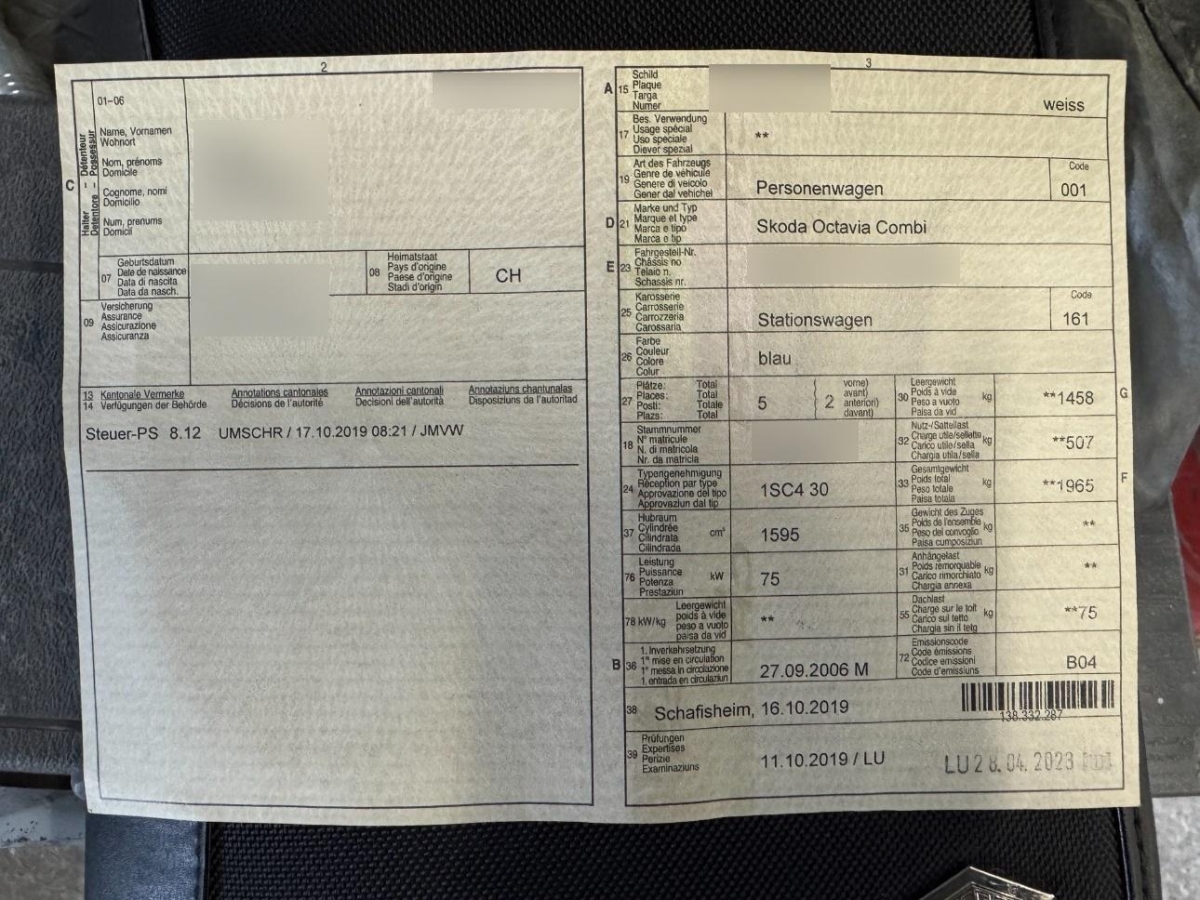 2
01-06
C
Halter - Détenteur
Detentore - Possessur
Name, Vornamen
Wohnort
Nom, prénoms
Domicile
Cognome, nomi
Domicilio
Num, prenums
Domicil
07
Geburtsdatum
Date de naissance
Data di nascita
Data da nasch.
08
Heimatstaat
Pays d'origine
Paese d'origine
Stadi d'origin
CH
09
Versicherung
Assurance
Assicurazione
Assicuranza
13 Kantonale Vermerke Annotations cantonales Annotazioni cantonali Annotaziuns chantunalas
14 Verfügungen der Behörde Décisions de l'autorité Decisioni dell'autorità Disposiziuns da l'autoritad
Steuer-PS 8.12 UMSCHR / 17.10.2019 08:21 / JMVW
3
A 15
Schild
Plaque
Targa
Numer
weiss
17
Bes. Verwendung
Usage spécial
Uso speciale
Diever spezial
**
19
Art des Fahrzeugs
Genre de véhicule
Genere di veicolo
Gener dal vehichel
Personenwagen
Code
001
D 21
Marke und Typ
Marque et type
Marca e tipo
Marca e tip
Skoda Octavia Combi
E 23
Fahrgestell-Nr.
Châssis no
Telaio n.
Schassis nr.
25
Karosserie
Carrosserie
Carrozzeria
Carossaria
Stationswagen
Code
161
26
Farbe
Couleur
Colore
Colur
blau
27
Plätze: Total
Places: Total
Posti: Totale
Plazs: Total
5
2
vorne)
avant)
anteriori)
davant)
30
Leergewicht
Poids à vide
Peso a vuoto
Paisa da vid
kg
**1458
G
18
Stammnummer
N° matricule
N. di matricola
Nr. da matricla
32
Nutz-/Sattellast
Charge utile/sellette
Carico utile/sella
Chargia utila/sella
kg
**507
24
Typengenehmigung
Réception par type
Approvazione del tipo
Approvaziun dal tip
1SC4 30
33
Gesamtgewicht
Poids total
Peso totale
Paisa totala
kg
**1965
F
37
Hubraum
Cylindrée
Cilindrata
Cilindrada
cm³
1595
35
Gewicht des Zuges
Poids de l'ensemble
Peso del convoglio
Paisa cumposiziun
kg
**
76
Leistung
Puissance
Potenza
Prestaziun
kW
75
31
Anhängelast
Poids remorquable
Carico rimorchiato
Chargia annexa
kg
**
78 kW/kg
Leergewicht
poids à vide
peso a vuoto
paisa da vid
**
55
Dachlast
Charge sur le toit
Carico sul tetto
Chargia sin il tetg
kg
**75
B 36
1. Inverkehrsetzung
1re mise en circulation
1a messa in circolazione
1. entrada en circulaziun
27.09.2006 M
72
Emissionscode
Code émissions
Codice emissioni
Code d'emissiuns
B04
38
Schafisheim, 16.10.2019
138.332.287
39
Prüfungen
Expertises
Perizie
Examinaziuns
11.10.2019 / LU
LU 28.04.2023